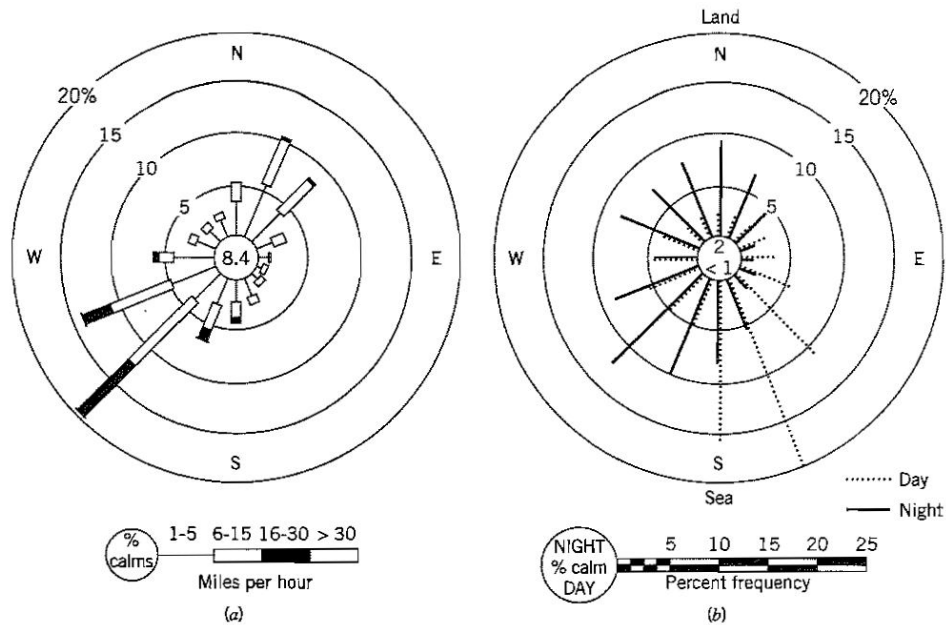 Land
N
N
20%
20%
15
15
10
10
5
5
W
8.4
E
W
2
< 1
E
S
S
Sea
Day
Night
% calms
1-5 6-15 16-30 > 30
Miles per hour
(a)
NIGHT
% calm
DAY
5 10 15 20 25
Percent frequency
(b)